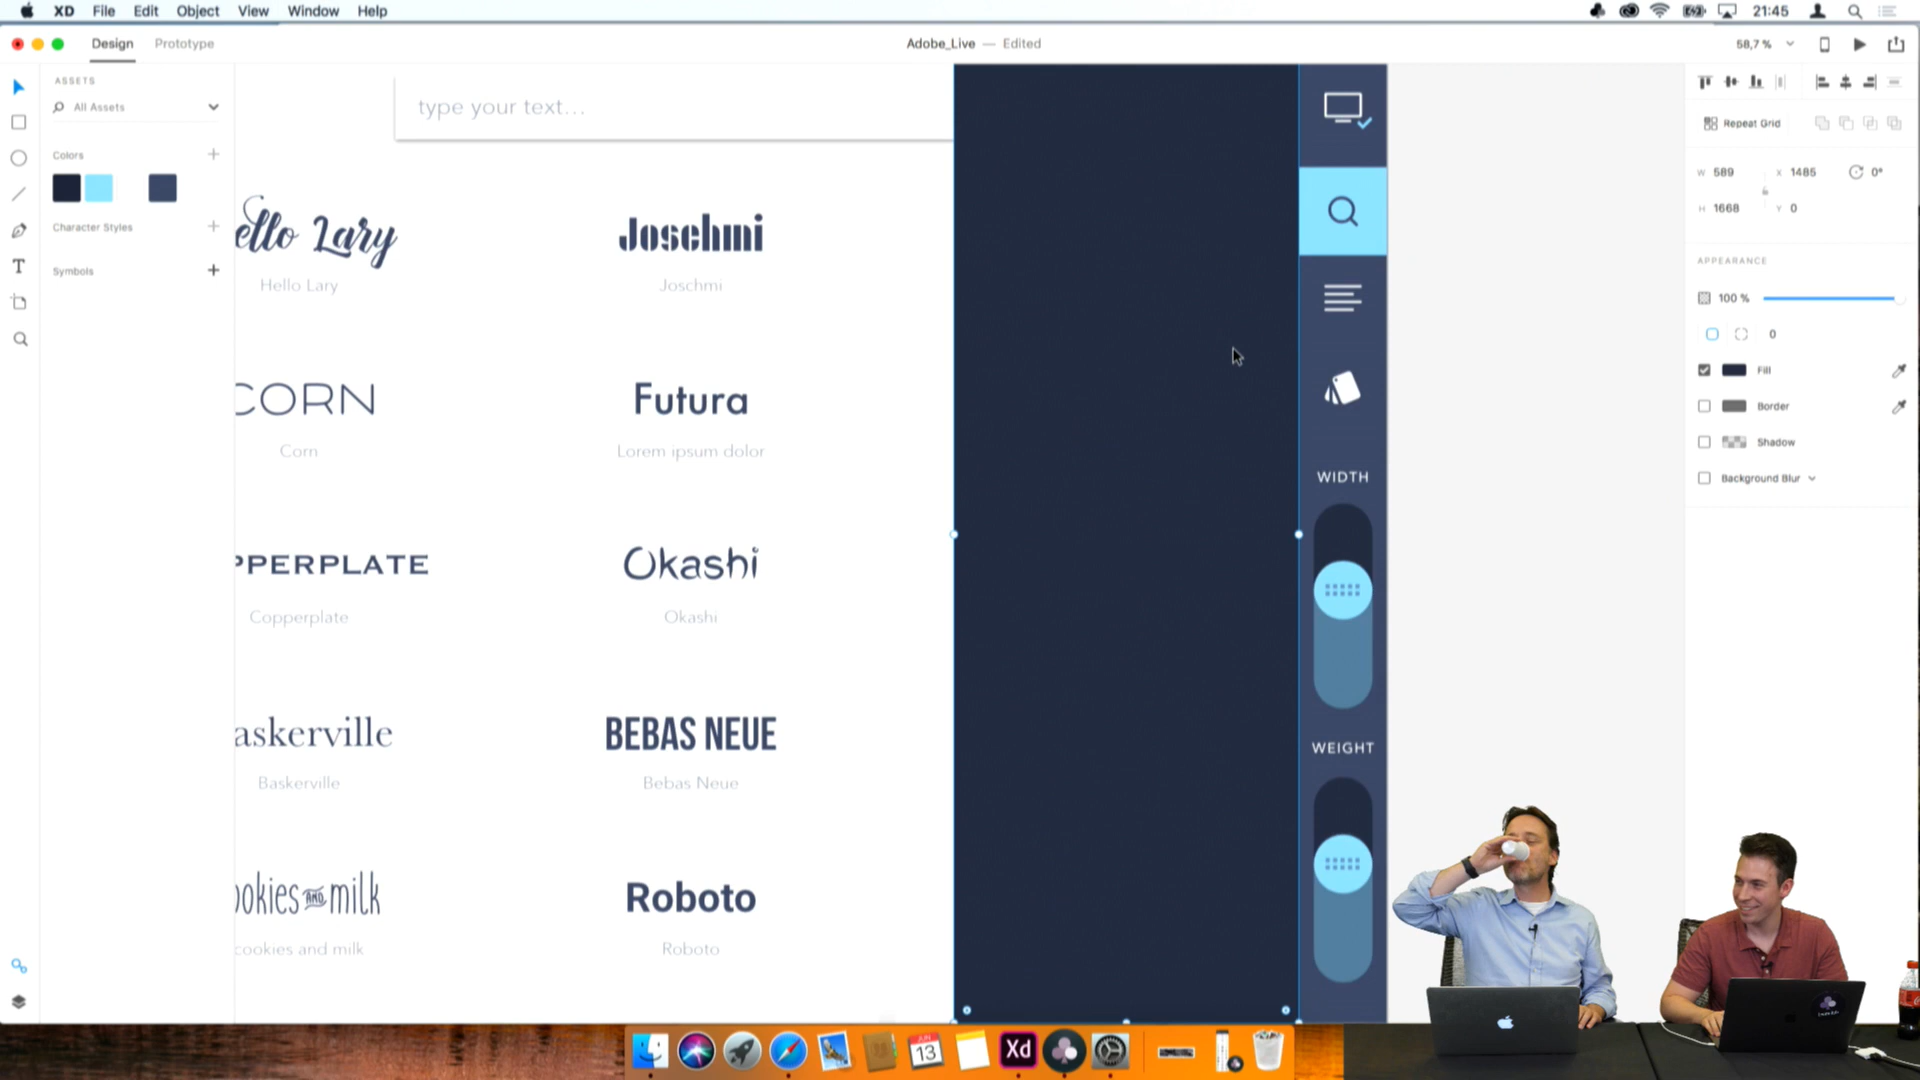 XD File Edit Object View Window Help
21:45
Design Prototype
Adobe_Live — Edited
58,7 %
ASSETS
All Assets
Colors
Character Styles
Symbols
type your text...
ello Lary
Hello Lary
Joschmi
Joschmi
CORN
Corn
Futura
Lorem ipsum dolor
PPERPLATE
Copperplate
Okashi
Okashi
askerville
Baskerville
BEBAS NEUE
Bebas Neue
ookies AND milk
cookies and milk
Roboto
Roboto
WIDTH
WEIGHT
Repeat Grid
W 589 X 1485 0°
H 1668 Y 0
APPEARANCE
100 %
0
Fill
Border
Shadow
Background Blur
13
Xd